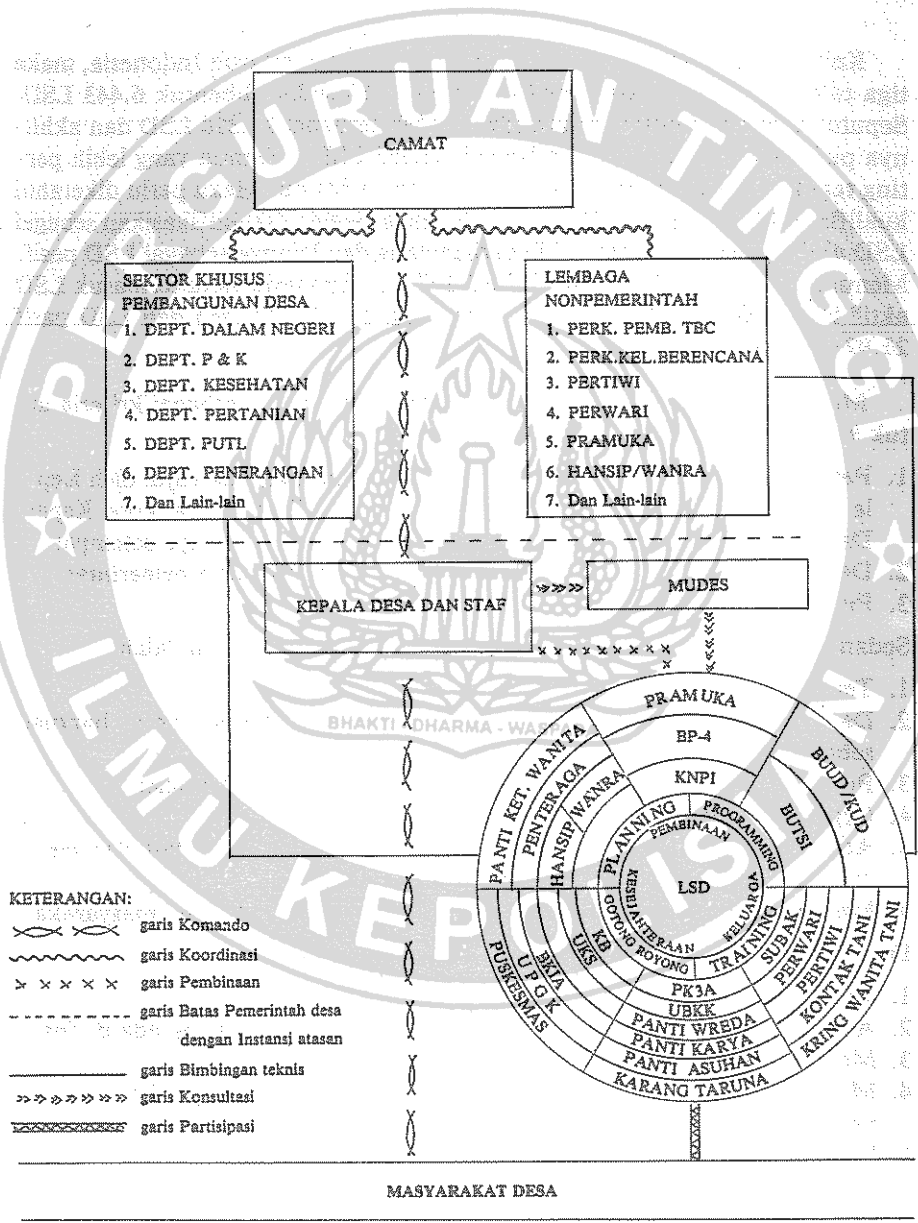 PERGURUAN TINGGI
ILMU KEPOLISIAN
BHAKTI - DHARMA - WASPADA
CAMAT
SEKTOR KHUSUS
PEMBANGUNAN DESA
1. DEPT. DALAM NEGERI
2. DEPT. P & K
3. DEPT. KESEHATAN
4. DEPT. PERTANIAN
5. DEPT. PUTL
6. DEPT. PENERANGAN
7. Dan Lain-lain
LEMBAGA
NONPEMERINTAH
1. PERK. PEMB. TBC
2. PERK.KEL.BERENCANA
3. PERTIWI
4. PERWARI
5. PRAMUKA
6. HANSIP/WANRA
7. Dan Lain-lain
KEPALA DESA DAN STAF
MUDES
PRAMUKA
BP-4
KNPI
PANTI KET. WANITA
PENTERAGA
HANSIP/WANRA
BUUD/KUD
BUTSI
PLANNING
PROGRAMMING
TRAINING
GOTONG ROYONG
PEMBINAAN
KESEJAHTERAAN
KELUARGA
LSD
KB
UKS
BKIA
UPGK
PUSKESMAS
SUBAK
PERWARI
PERTIWI
KONTAK TANI
KRING WANITA TANI
PK3A
UBKK
PANTI WREDA
PANTI KARYA
PANTI ASUHAN
KARANG TARUNA
KETERANGAN:
garis Komando
garis Koordinasi
garis Pembinaan
garis Batas Pemerintah desa
dengan Instansi atasan
garis Bimbingan teknis
garis Konsultasi
garis Partisipasi
MASYARAKAT DESA